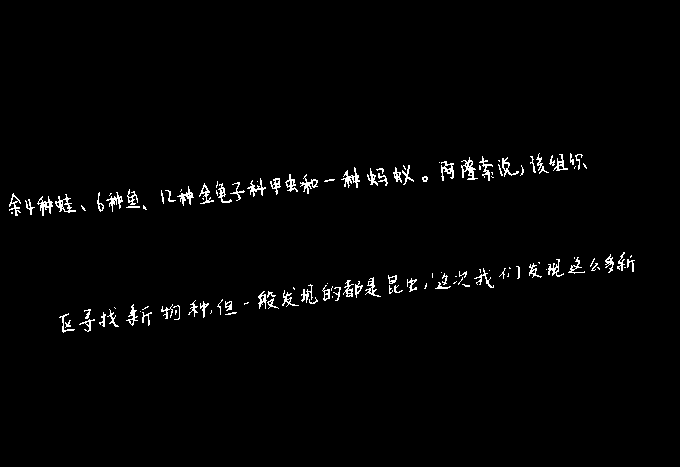 余4种蛙、6种鱼、12种金龟子科甲虫和一种蚂蚁。阿隆索说,该组织
区寻找新物种,但一般发现的都是昆虫,‘这次我们发现这么多新